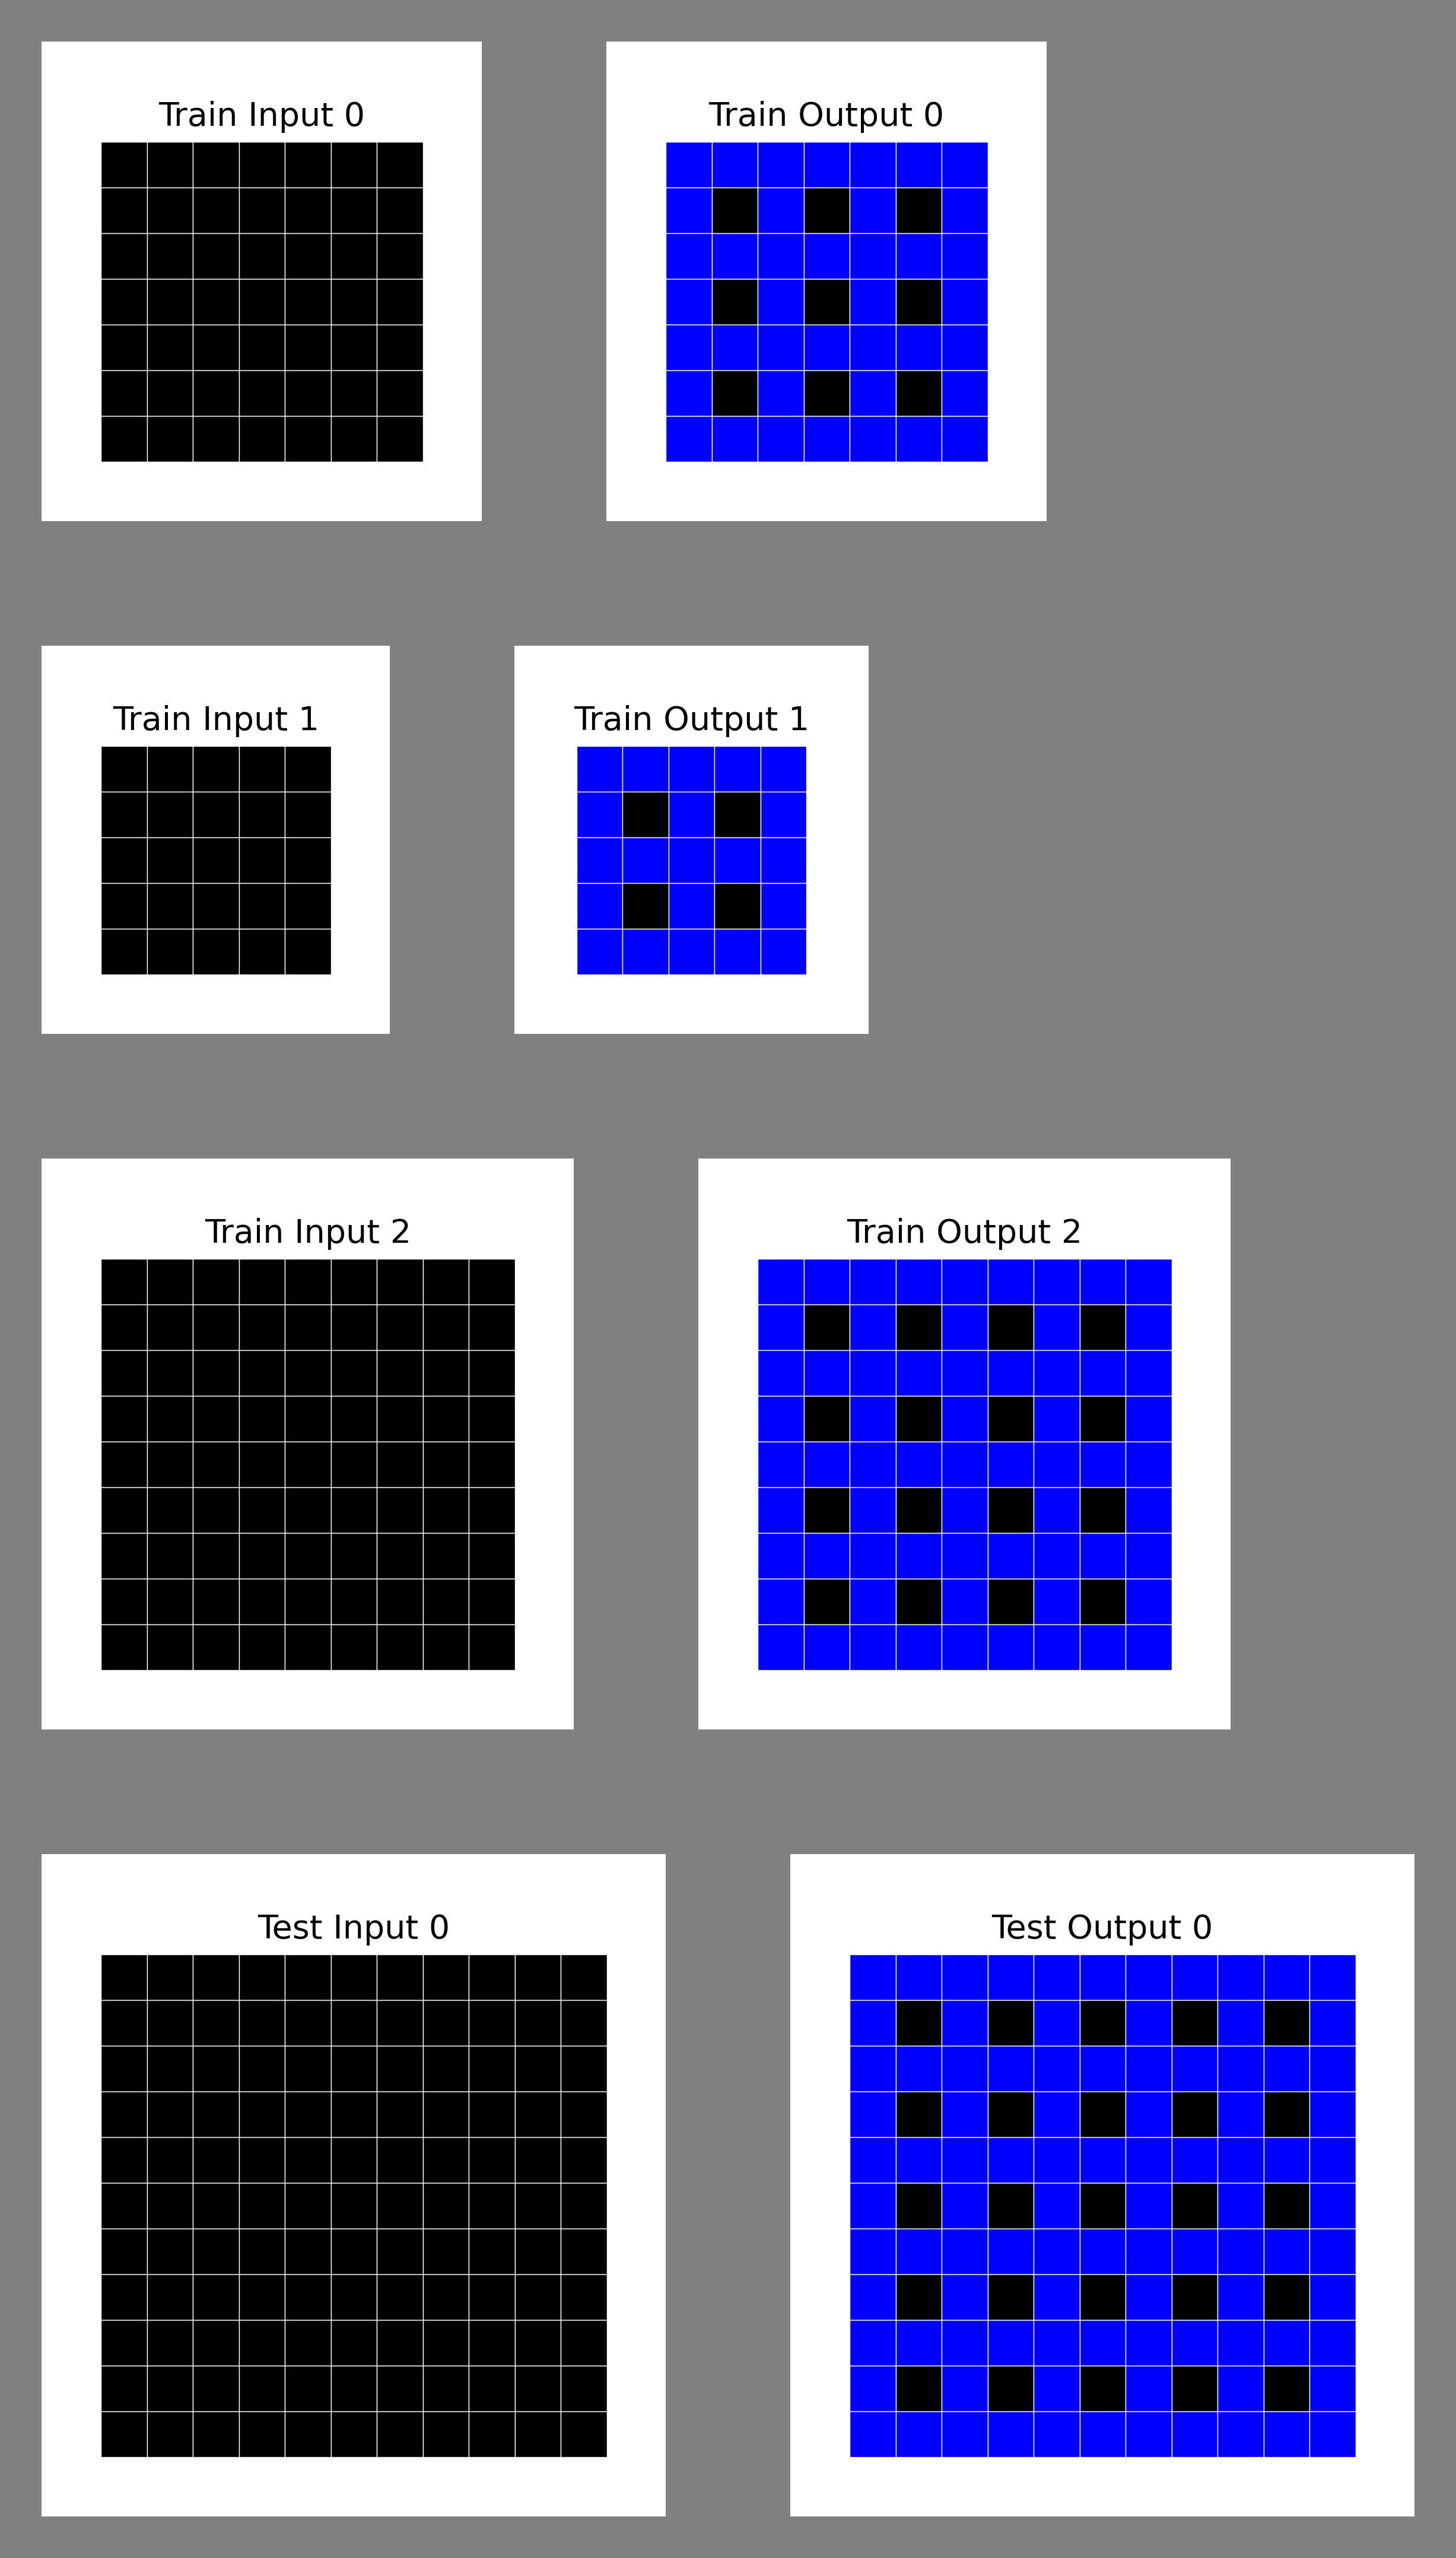 Train Input 0
Train Output 0
Train Input 1
Train Output 1
Train Input 2
Train Output 2
Test Input 0
Test Output 0